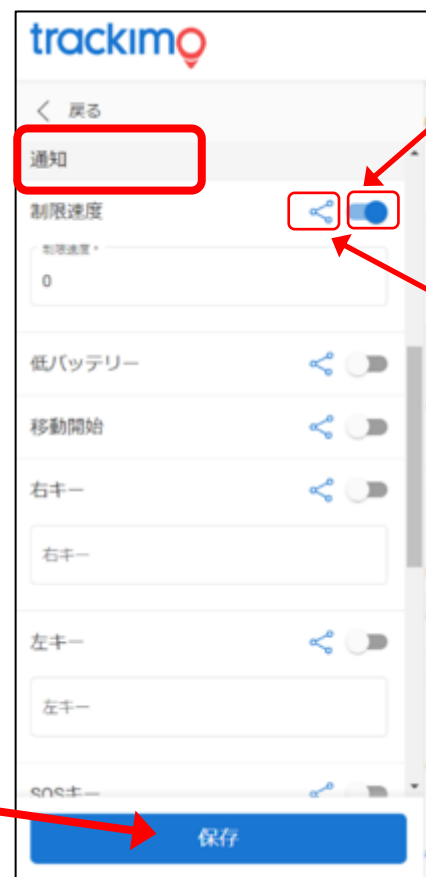 trackimo
戻る
通知
制限速度
制限速度 *
0
低バッテリー
移動開始
右キー
右キー
左キー
左キー
SOSキー
保存